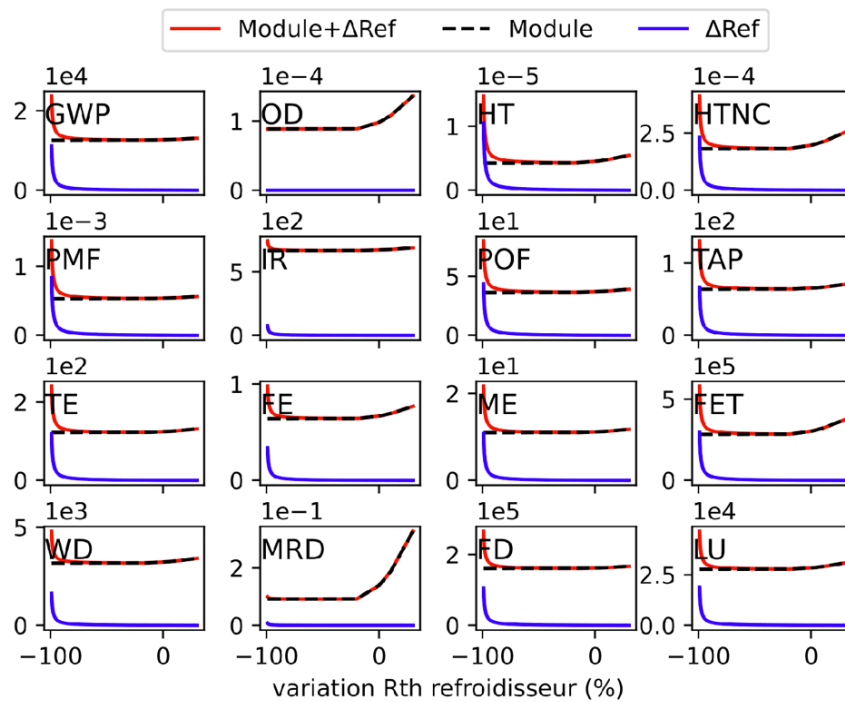 Module+ΔRef Module ΔRef
1e4 1e-4 1e-5 1e-4
GWP OD HT HTNC
2 1 1 2.5
0 0 0 0.0
1e-3 1e2 1e1 1e2
PMF IR POF TAP
1 5 5 1
0 0 0 0
1e2 1e1 1e5
TE FE ME FET
2 1 2 5
0 0 0 0
1e3 1e-1 1e5 1e4
WD MRD FD LU
5 2 2 2.5
0 0 0 0.0
−100 0 −100 0 −100 0 −100 0
variation Rth refroidisseur (%)